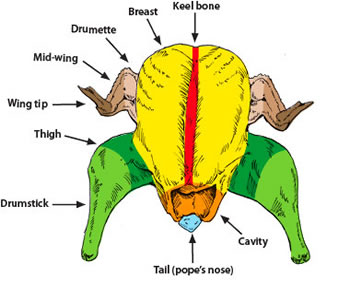 Keel bone
Breast
Drumette
Mid-wing
Wing tip
Thigh
Drumstick
Cavity
Tail (pope's nose)